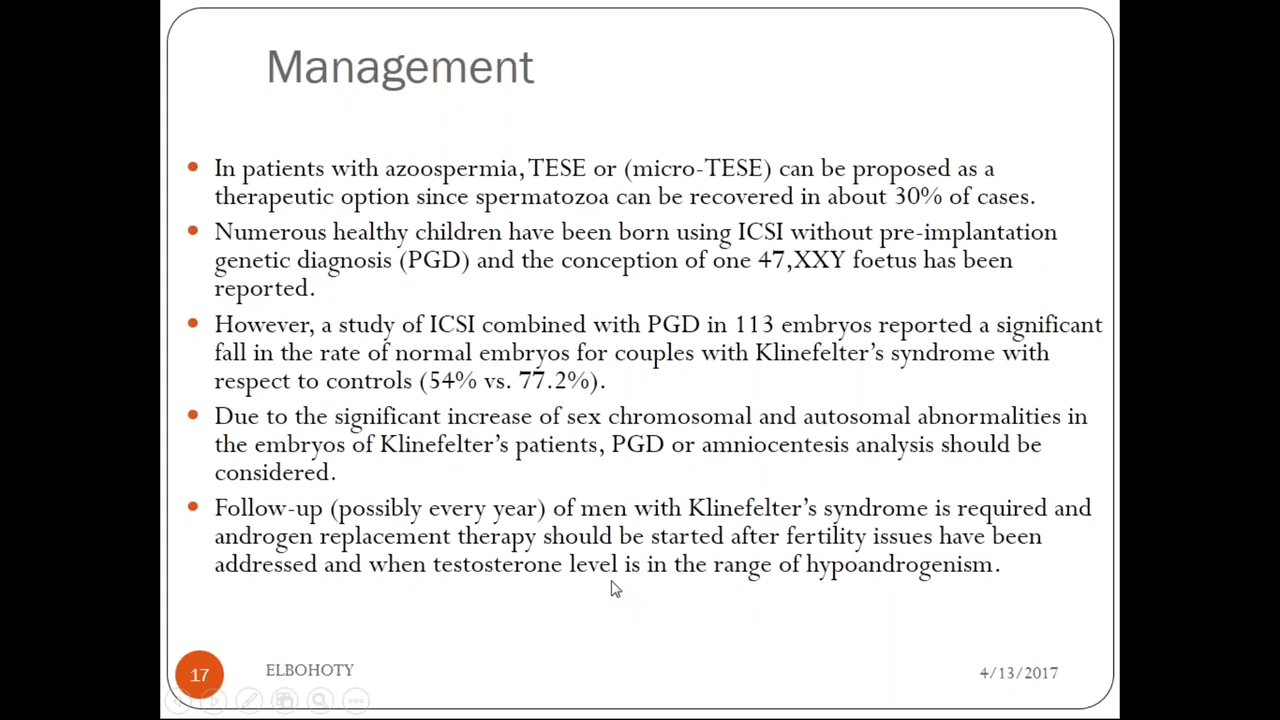 Management
In patients with azoospermia, TESE or (micro-TESE) can be proposed as a
therapeutic option since spermatozoa can be recovered in about 30% of cases.
Numerous healthy children have been born using ICSI without pre-implantation
genetic diagnosis (PGD) and the conception of one 47,XXY foetus has been
reported.
However, a study of ICSI combined with PGD in 113 embryos reported a significant
fall in the rate of normal embryos for couples with Klinefelter’s syndrome with
respect to controls (54% vs. 77.2%).
Due to the significant increase of sex chromosomal and autosomal abnormalities in
the embryos of Klinefelter’s patients, PGD or amniocentesis analysis should be
considered.
Follow-up (possibly every year) of men with Klinefelter’s syndrome is required and
androgen replacement therapy should be started after fertility issues have been
addressed and when testosterone level is in the range of hypoandrogenism.
17
ELBOHOTY
4/13/2017